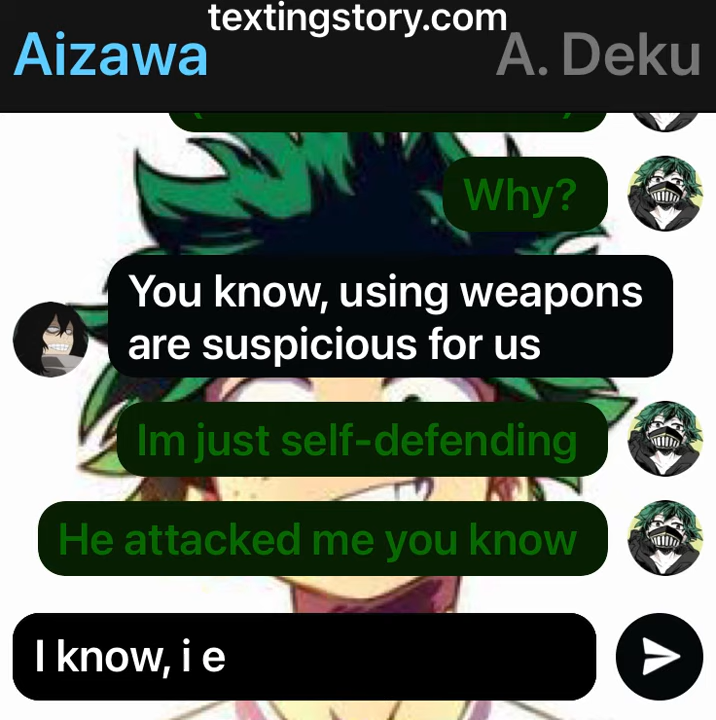 textingstory.com
Aizawa
A. Deku
Why?
You know, using weapons
are suspicious for us
Im just self-defending
He attacked me you know
I know, i e